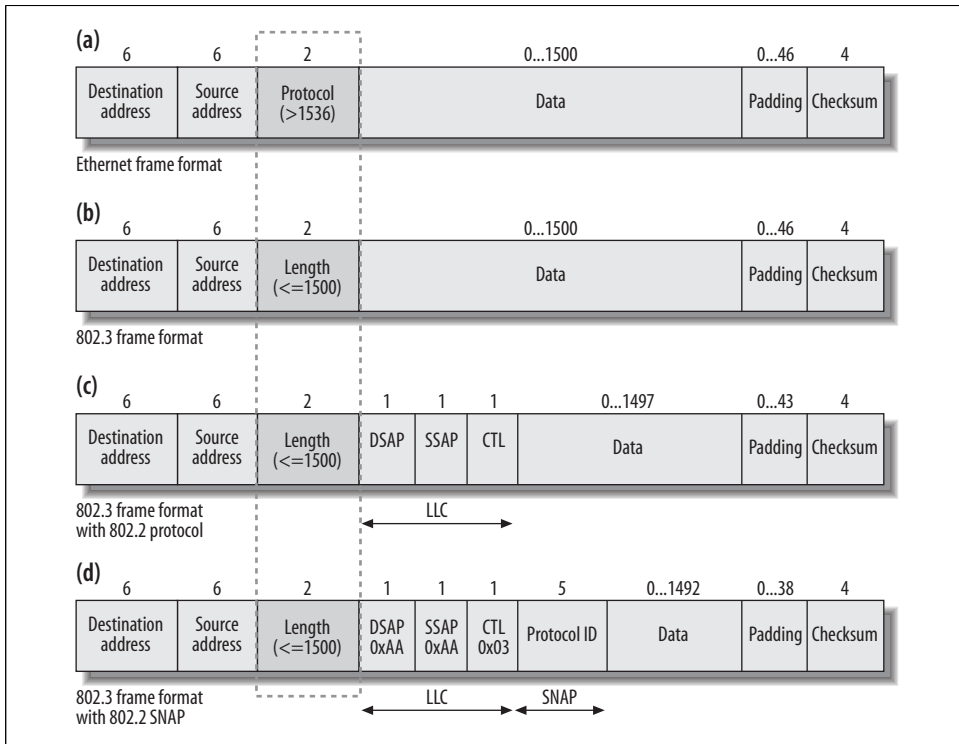 (a)
6 6 2 0...1500 0...46 4
Destination address Source address Protocol (>1536) Data Padding Checksum
Ethernet frame format
(b)
6 6 2 0...1500 0...46 4
Destination address Source address Length (<=1500) Data Padding Checksum
802.3 frame format
(c)
6 6 2 1 1 1 0...1497 0...43 4
Destination address Source address Length (<=1500) DSAP SSAP CTL Data Padding Checksum
802.3 frame format
with 802.2 protocol
LLC
(d)
6 6 2 1 1 1 5 0...1492 0...38 4
Destination address Source address Length (<=1500) DSAP 0xAA SSAP 0xAA CTL 0x03 Protocol ID Data Padding Checksum
802.3 frame format
with 802.2 SNAP
LLC SNAP